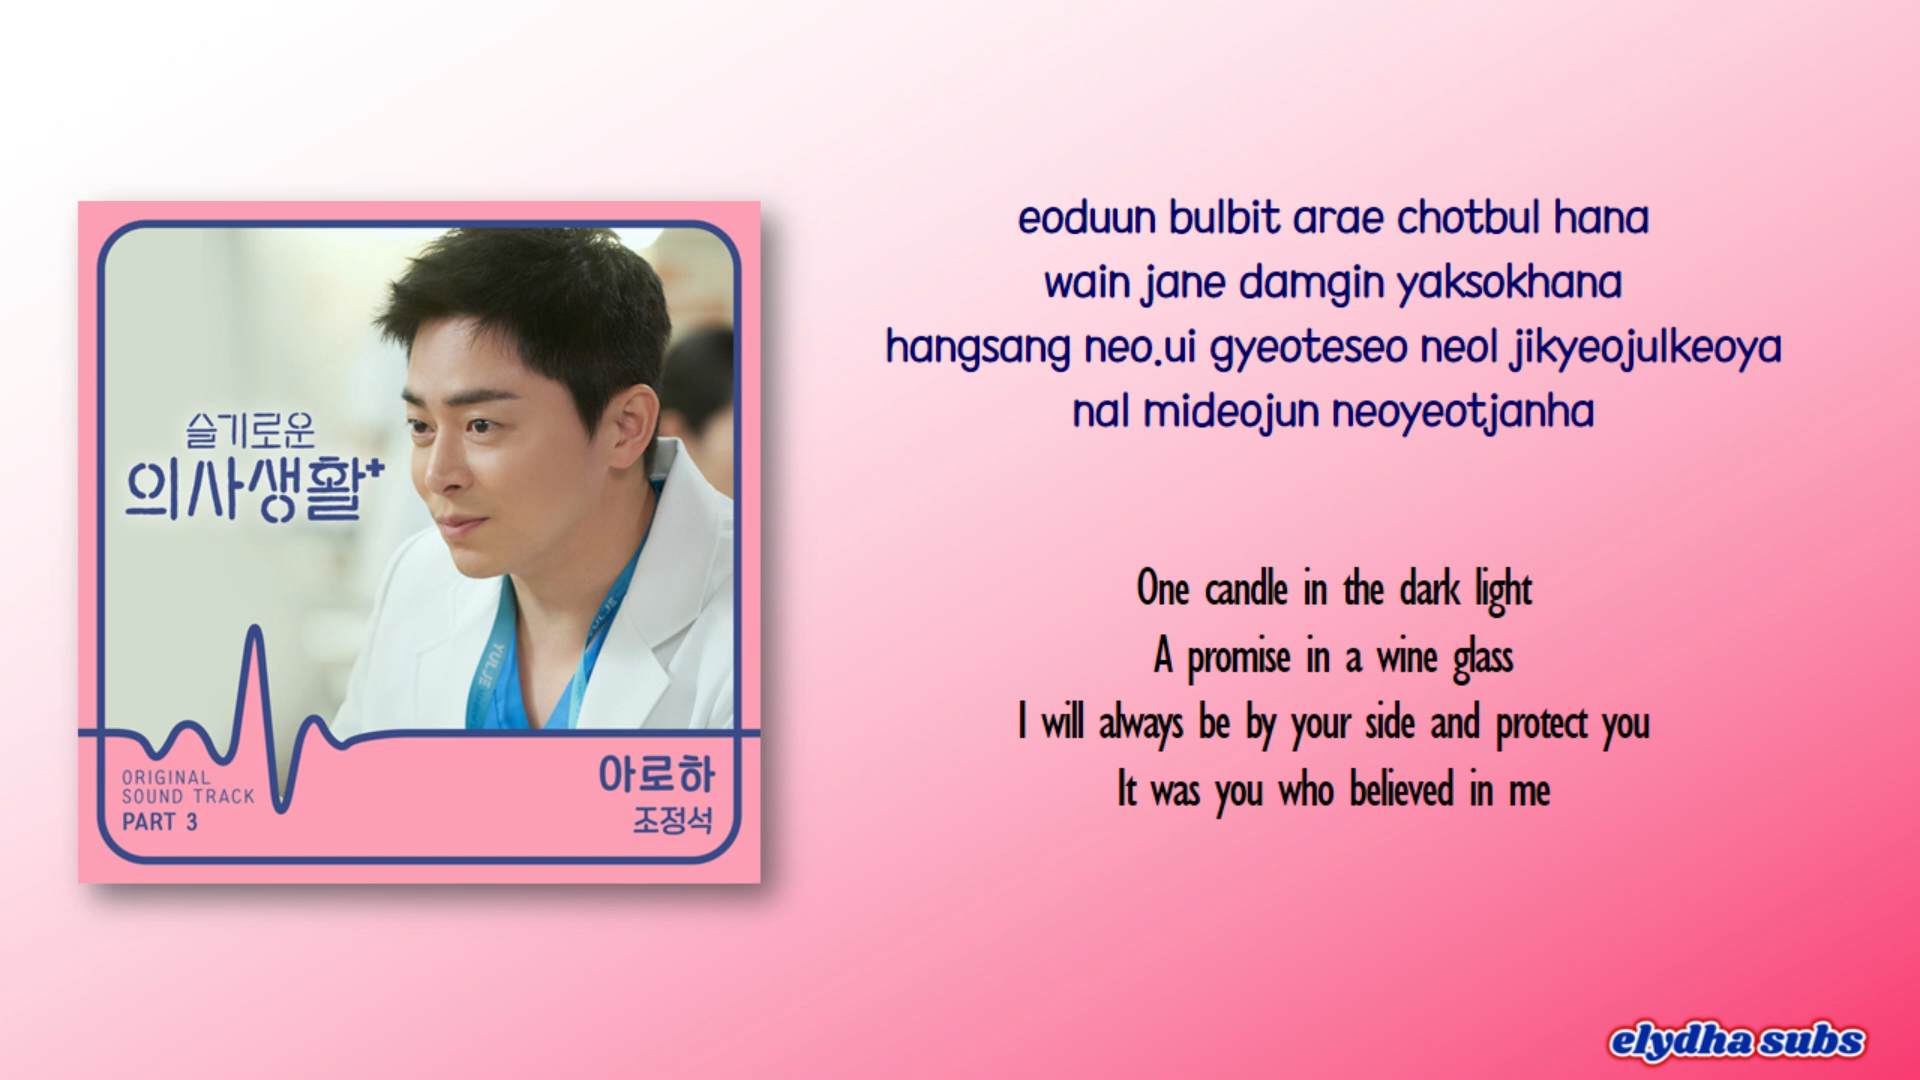 슬기로운
의사생활+
YULJE
YULJE
ORIGINAL
SOUND TRACK
PART 3
아로하
조정석
eoduun bulbit arae chotbul hana
wain jane damgin yaksokhana
hangsang neo.ui gyeoteseo neol jikyeojulkeoya
nal mideojun neoyeotjanha
One candle in the dark light
A promise in a wine glass
I will always be by your side and protect you
It was you who believed in me
elydha subs